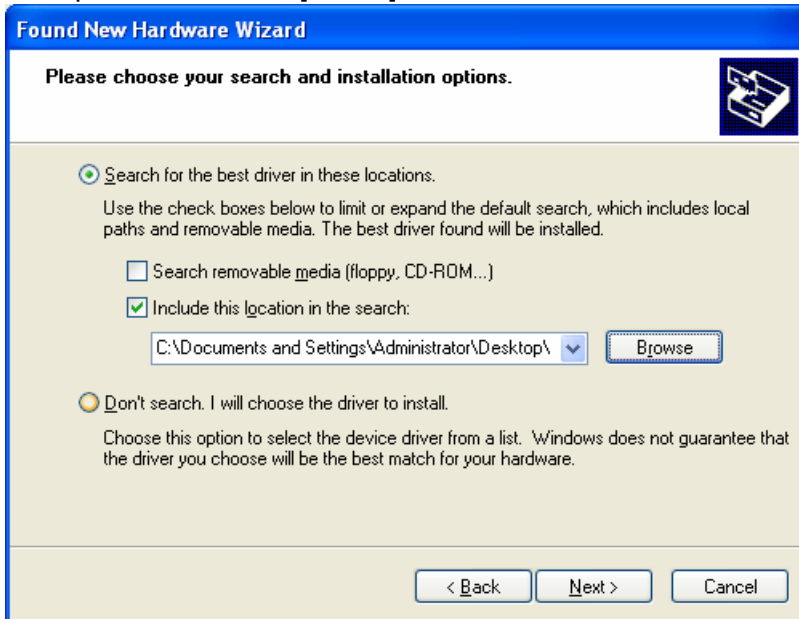 Found New Hardware Wizard
Please choose your search and installation options.
Search for the best driver in these locations.
Use the check boxes below to limit or expand the default search, which includes local
paths and removable media. The best driver found will be installed.
Search removable media (floppy, CD-ROM...)
Include this location in the search:
C:\Documents and Settings\Administrator\Desktop\
Browse
Don't search. I will choose the driver to install.
Choose this option to select the device driver from a list. Windows does not guarantee that
the driver you choose will be the best match for your hardware.
< Back
Next >
Cancel